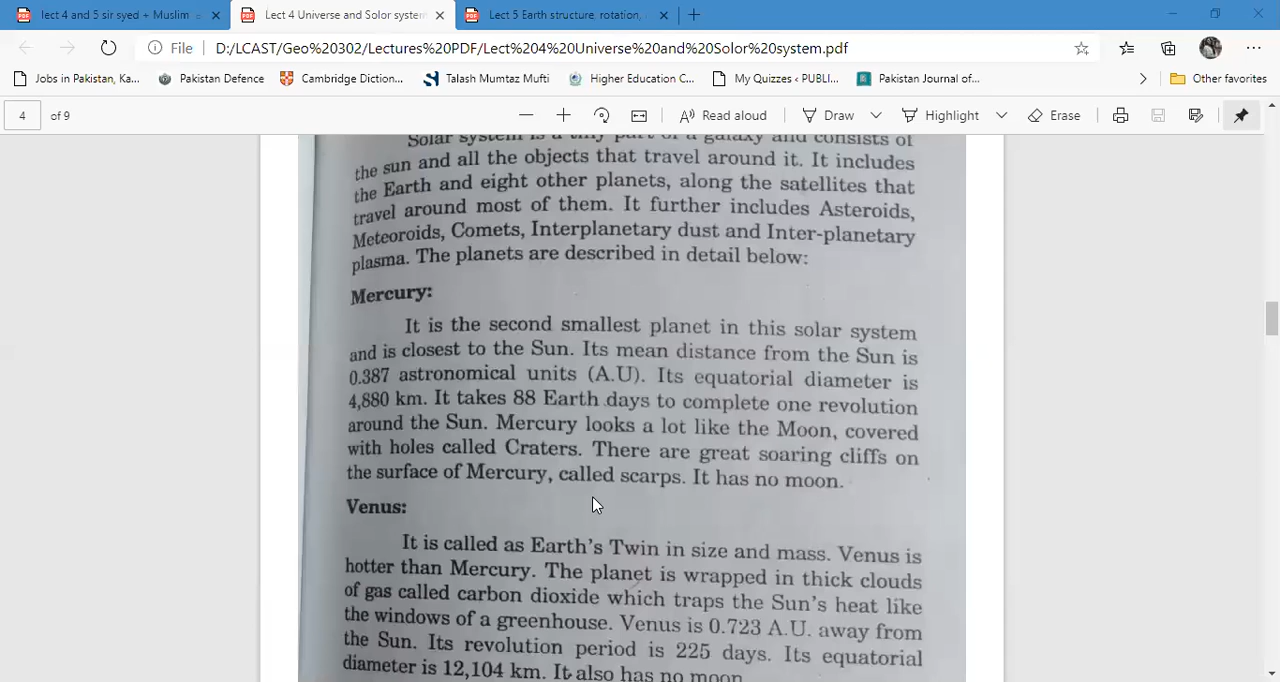 lect 4 and 5 sir syed + Muslim
Lect 4 Universe and Solor system
Lect 5 Earth structure, rotation,
File
D:/LCAST/Geo%20302/Lectures%20PDF/Lect%204%20Universe%20and%20Solor%20system.pdf
Jobs in Pakistan, Ka...
Pakistan Defence
Cambridge Diction...
Talash Mumtaz Mufti
Higher Education C...
My Quizzes ‹ PUBLI...
Pakistan Journal of...
Other favorites
4 of 9
Read aloud
Draw
Highlight
Erase
Solar system is a tiny part of a galaxy and consists of
the sun and all the objects that travel around it. It includes
the Earth and eight other planets, along the satellites that
travel around most of them. It further includes Asteroids,
Meteoroids, Comets, Interplanetary dust and Inter-planetary
plasma. The planets are described in detail below:
Mercury:
It is the second smallest planet in this solar system
and is closest to the Sun. Its mean distance from the Sun is
0.387 astronomical units (A.U). Its equatorial diameter is
4,880 km. It takes 88 Earth days to complete one revolution
around the Sun. Mercury looks a lot like the Moon, covered
with holes called Craters. There are great soaring cliffs on
the surface of Mercury, called scarps. It has no moon.
Venus:
It is called as Earth's Twin in size and mass. Venus is
hotter than Mercury. The planet is wrapped in thick clouds
of gas called carbon dioxide which traps the Sun's heat like
the windows of a greenhouse. Venus is 0.723 A.U. away from
the Sun. Its revolution period is 225 days. Its equatorial
diameter is 12,104 km. It also has no moon